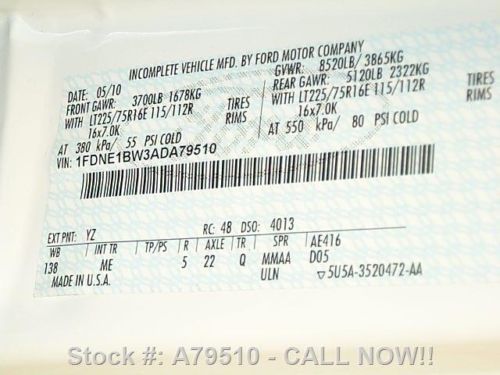 INCOMPLETE VEHICLE MFD. BY FORD MOTOR COMPANY
DATE: 05/10 GVWR: 8520LB/ 3865KG
FRONT GAWR: 3700LB 1678KG REAR GAWR: 5120LB 2322KG
WITH LT225/75R16E 115/112R TIRES WITH LT225/75R16E 115/112R TIRES
16x7.0K RIMS 16x7.0K RIMS
AT 380 kPa/ 55 PSI COLD AT 550 kPa/ 80 PSI COLD
VIN: 1FDNE1BW3ADA79510
EXT PNT: YZ RC: 48 DSO: 4013
WB INT TR TP/PS R AXLE TR SPR AE416
138 ME 5 22 Q MMAA D05
MADE IN U.S.A. ULN ▽5U5A-3520472-AA
Stock #: A79510 - CALL NOW!!